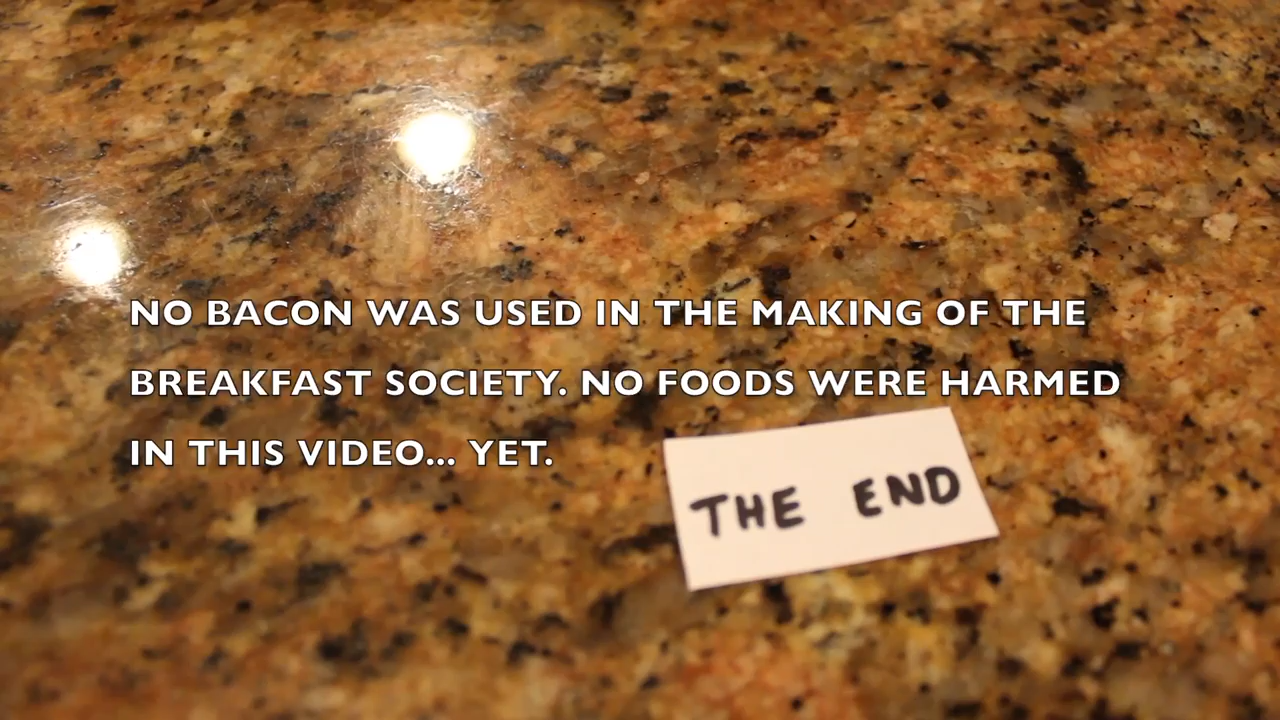 NO BACON WAS USED IN THE MAKING OF THE
BREAKFAST SOCIETY. NO FOODS WERE HARMED
IN THIS VIDEO... YET.
THE END